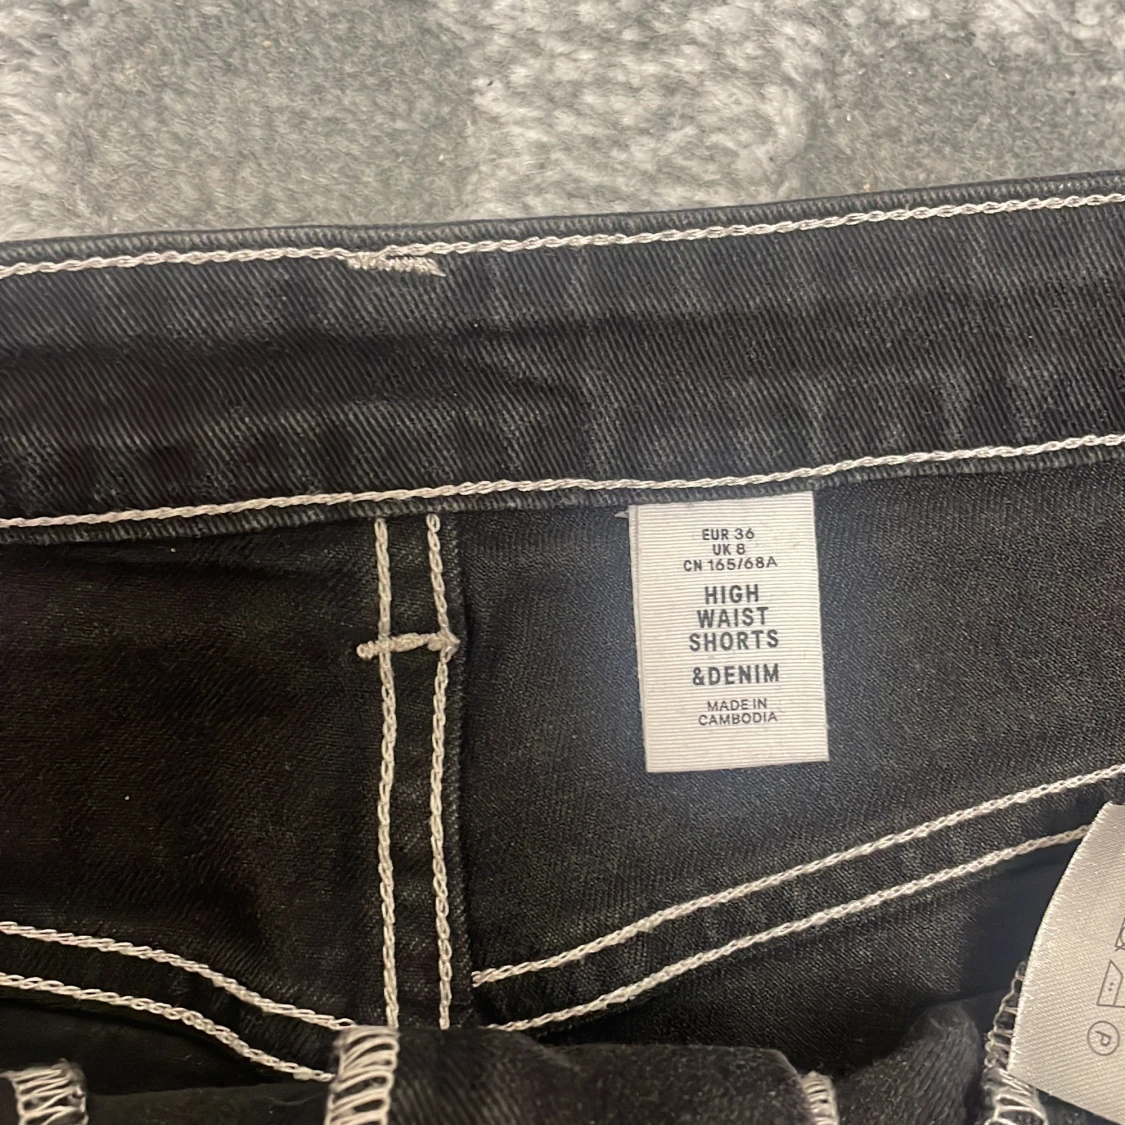 EUR 36
UK 8
CN 165/68A
HIGH
WAIST
SHORTS
&DENIM
MADE IN
CAMBODIA
P